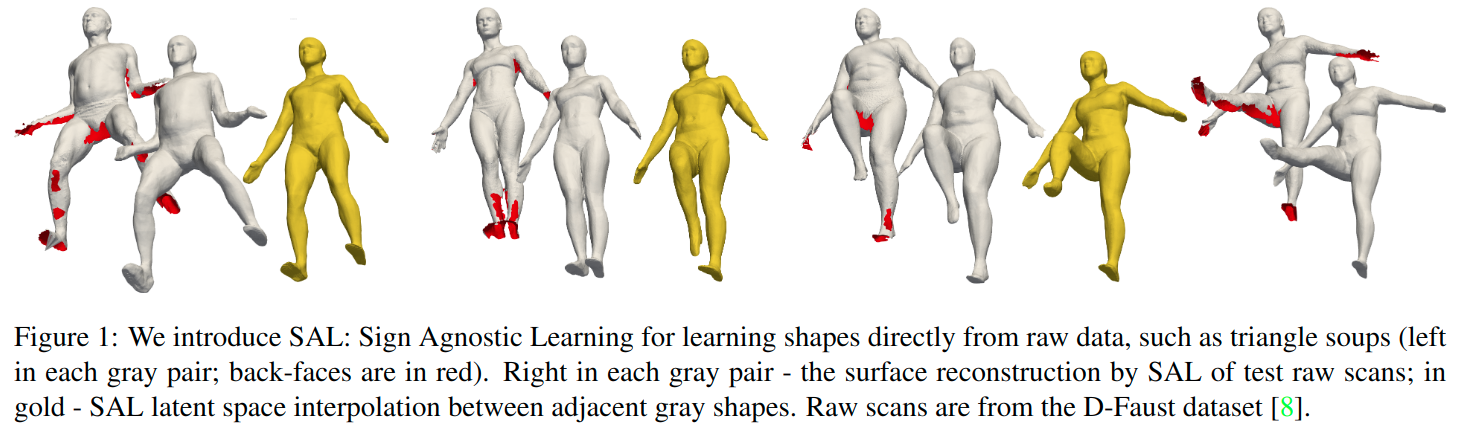 Figure 1: We introduce SAL: Sign Agnostic Learning for learning shapes directly from raw data, such as triangle soups (left
in each gray pair; back-faces are in red). Right in each gray pair - the surface reconstruction by SAL of test raw scans; in
gold - SAL latent space interpolation between adjacent gray shapes. Raw scans are from the D-Faust dataset [8].